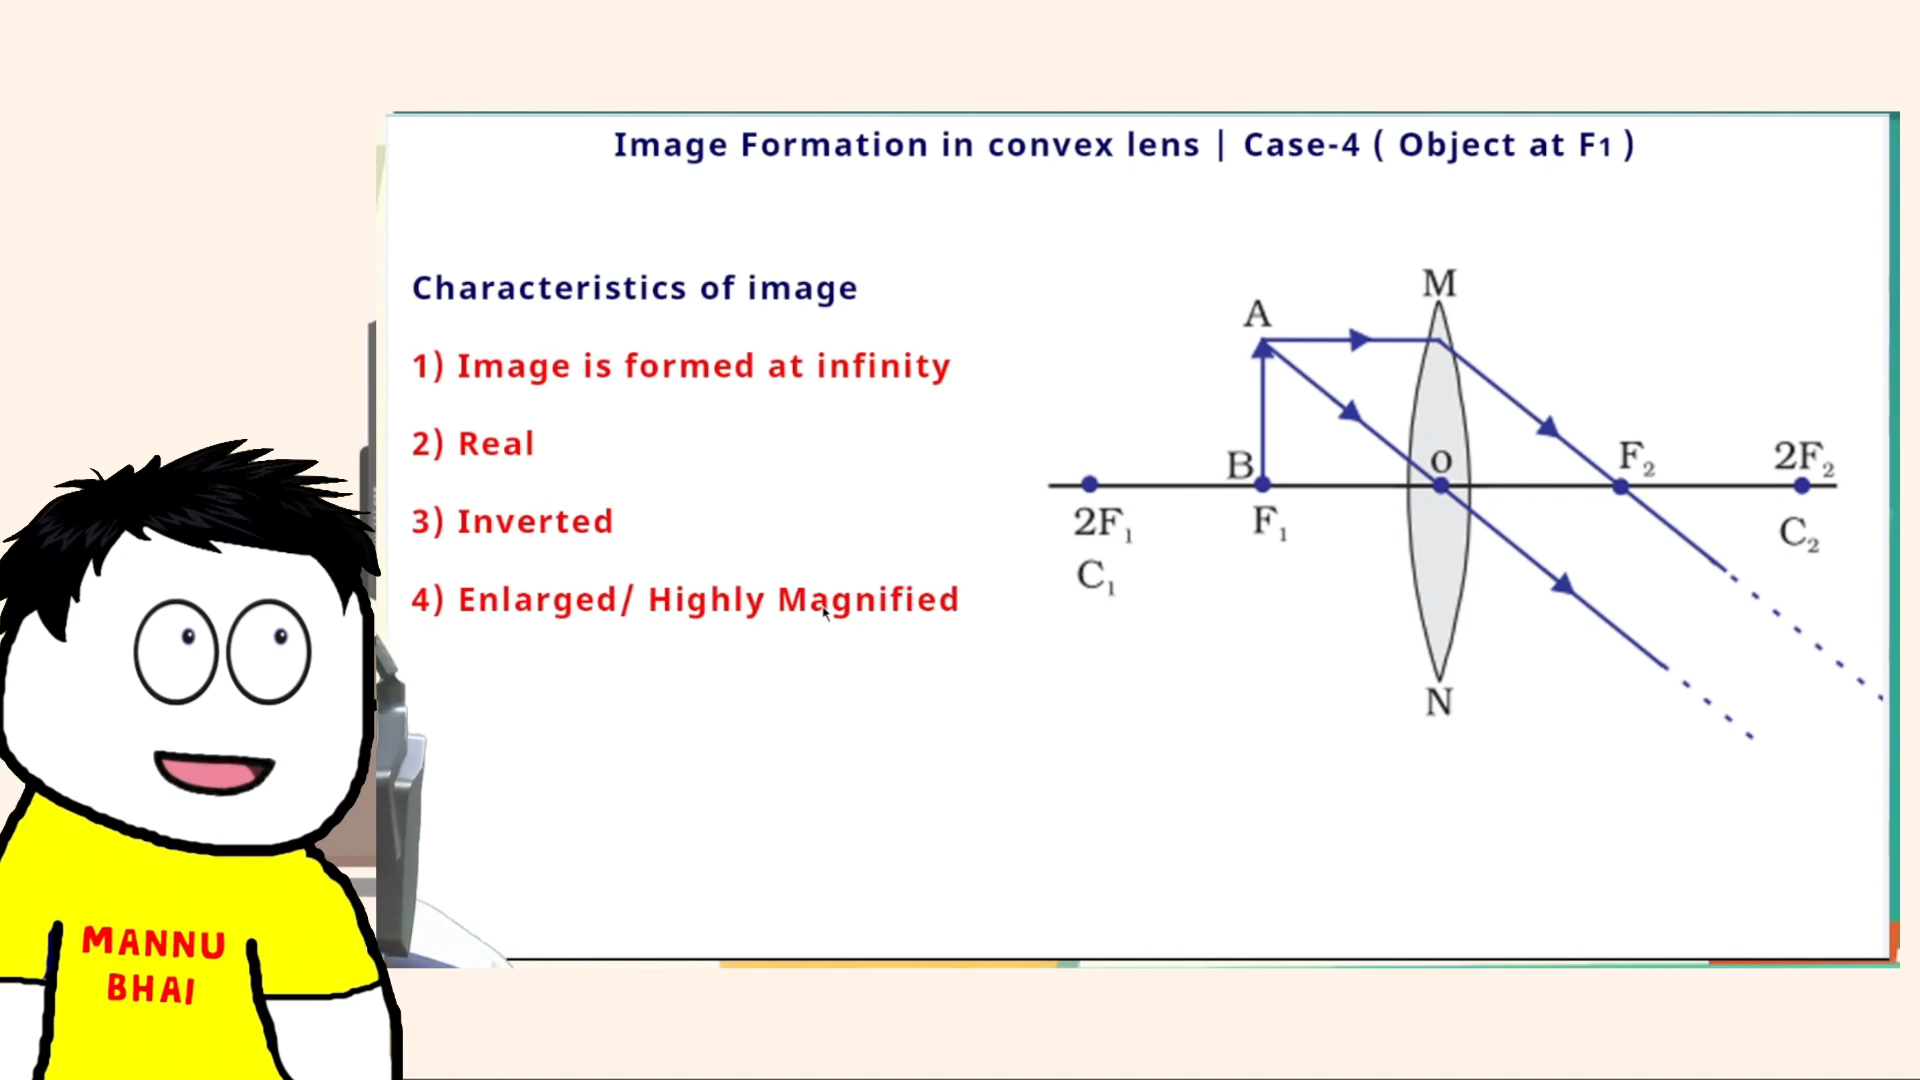 Image Formation in convex lens | Case-4 ( Object at F1 )
Characteristics of image
1) Image is formed at infinity
2) Real
3) Inverted
4) Enlarged/ Highly Magnified
M
A
B
O
F2
2F2
2F1
F1
C2
C1
N
MANNU
BHAI